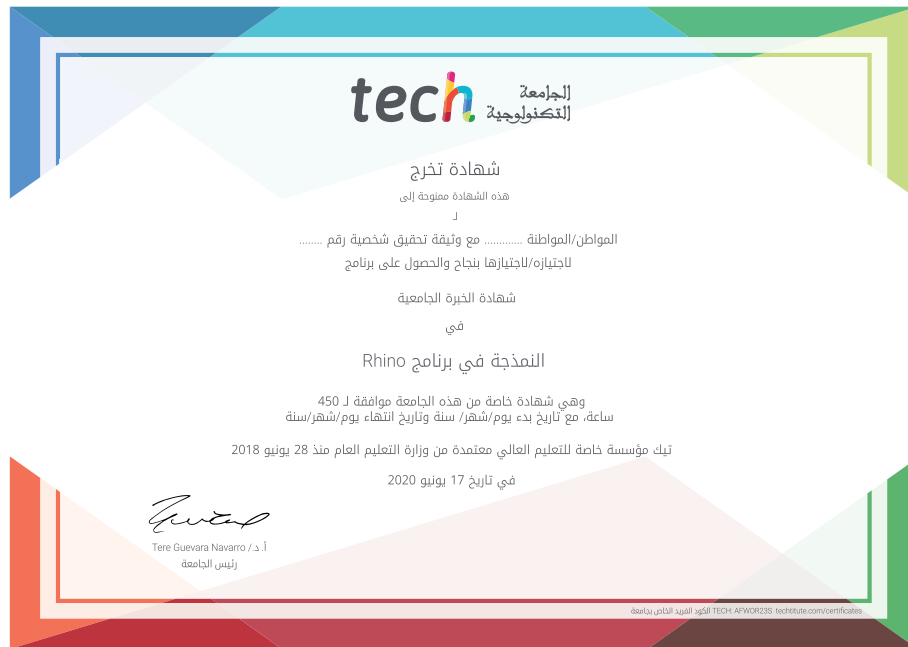 tech الجامعة
التكنولوجية
شهادة تخرج
هذه الشهادة ممنوحة إلى
لـ
المواطن/المواطنة ............ مع وثيقة تحقيق شخصية رقم ........
لاجتيازه/لاجتيازها بنجاح والحصول على برنامج
شهادة الخبرة الجامعية
في
النمذجة في برنامج Rhino
وهي شهادة خاصة من هذه الجامعة موافقة لـ 450
ساعة، مع تاريخ بدء يوم/شهر/ سنة وتاريخ انتهاء يوم/شهر/سنة
تيك مؤسسة خاصة للتعليم العالي معتمدة من وزارة التعليم العام منذ 28 يونيو 2018
في تاريخ 17 يونيو 2020
أ.د./ Tere Guevara Navarro
رئيس الجامعة
الكود الفريد الخاص بجامعة TECH: AFWOR23S techtitute.com/certificates